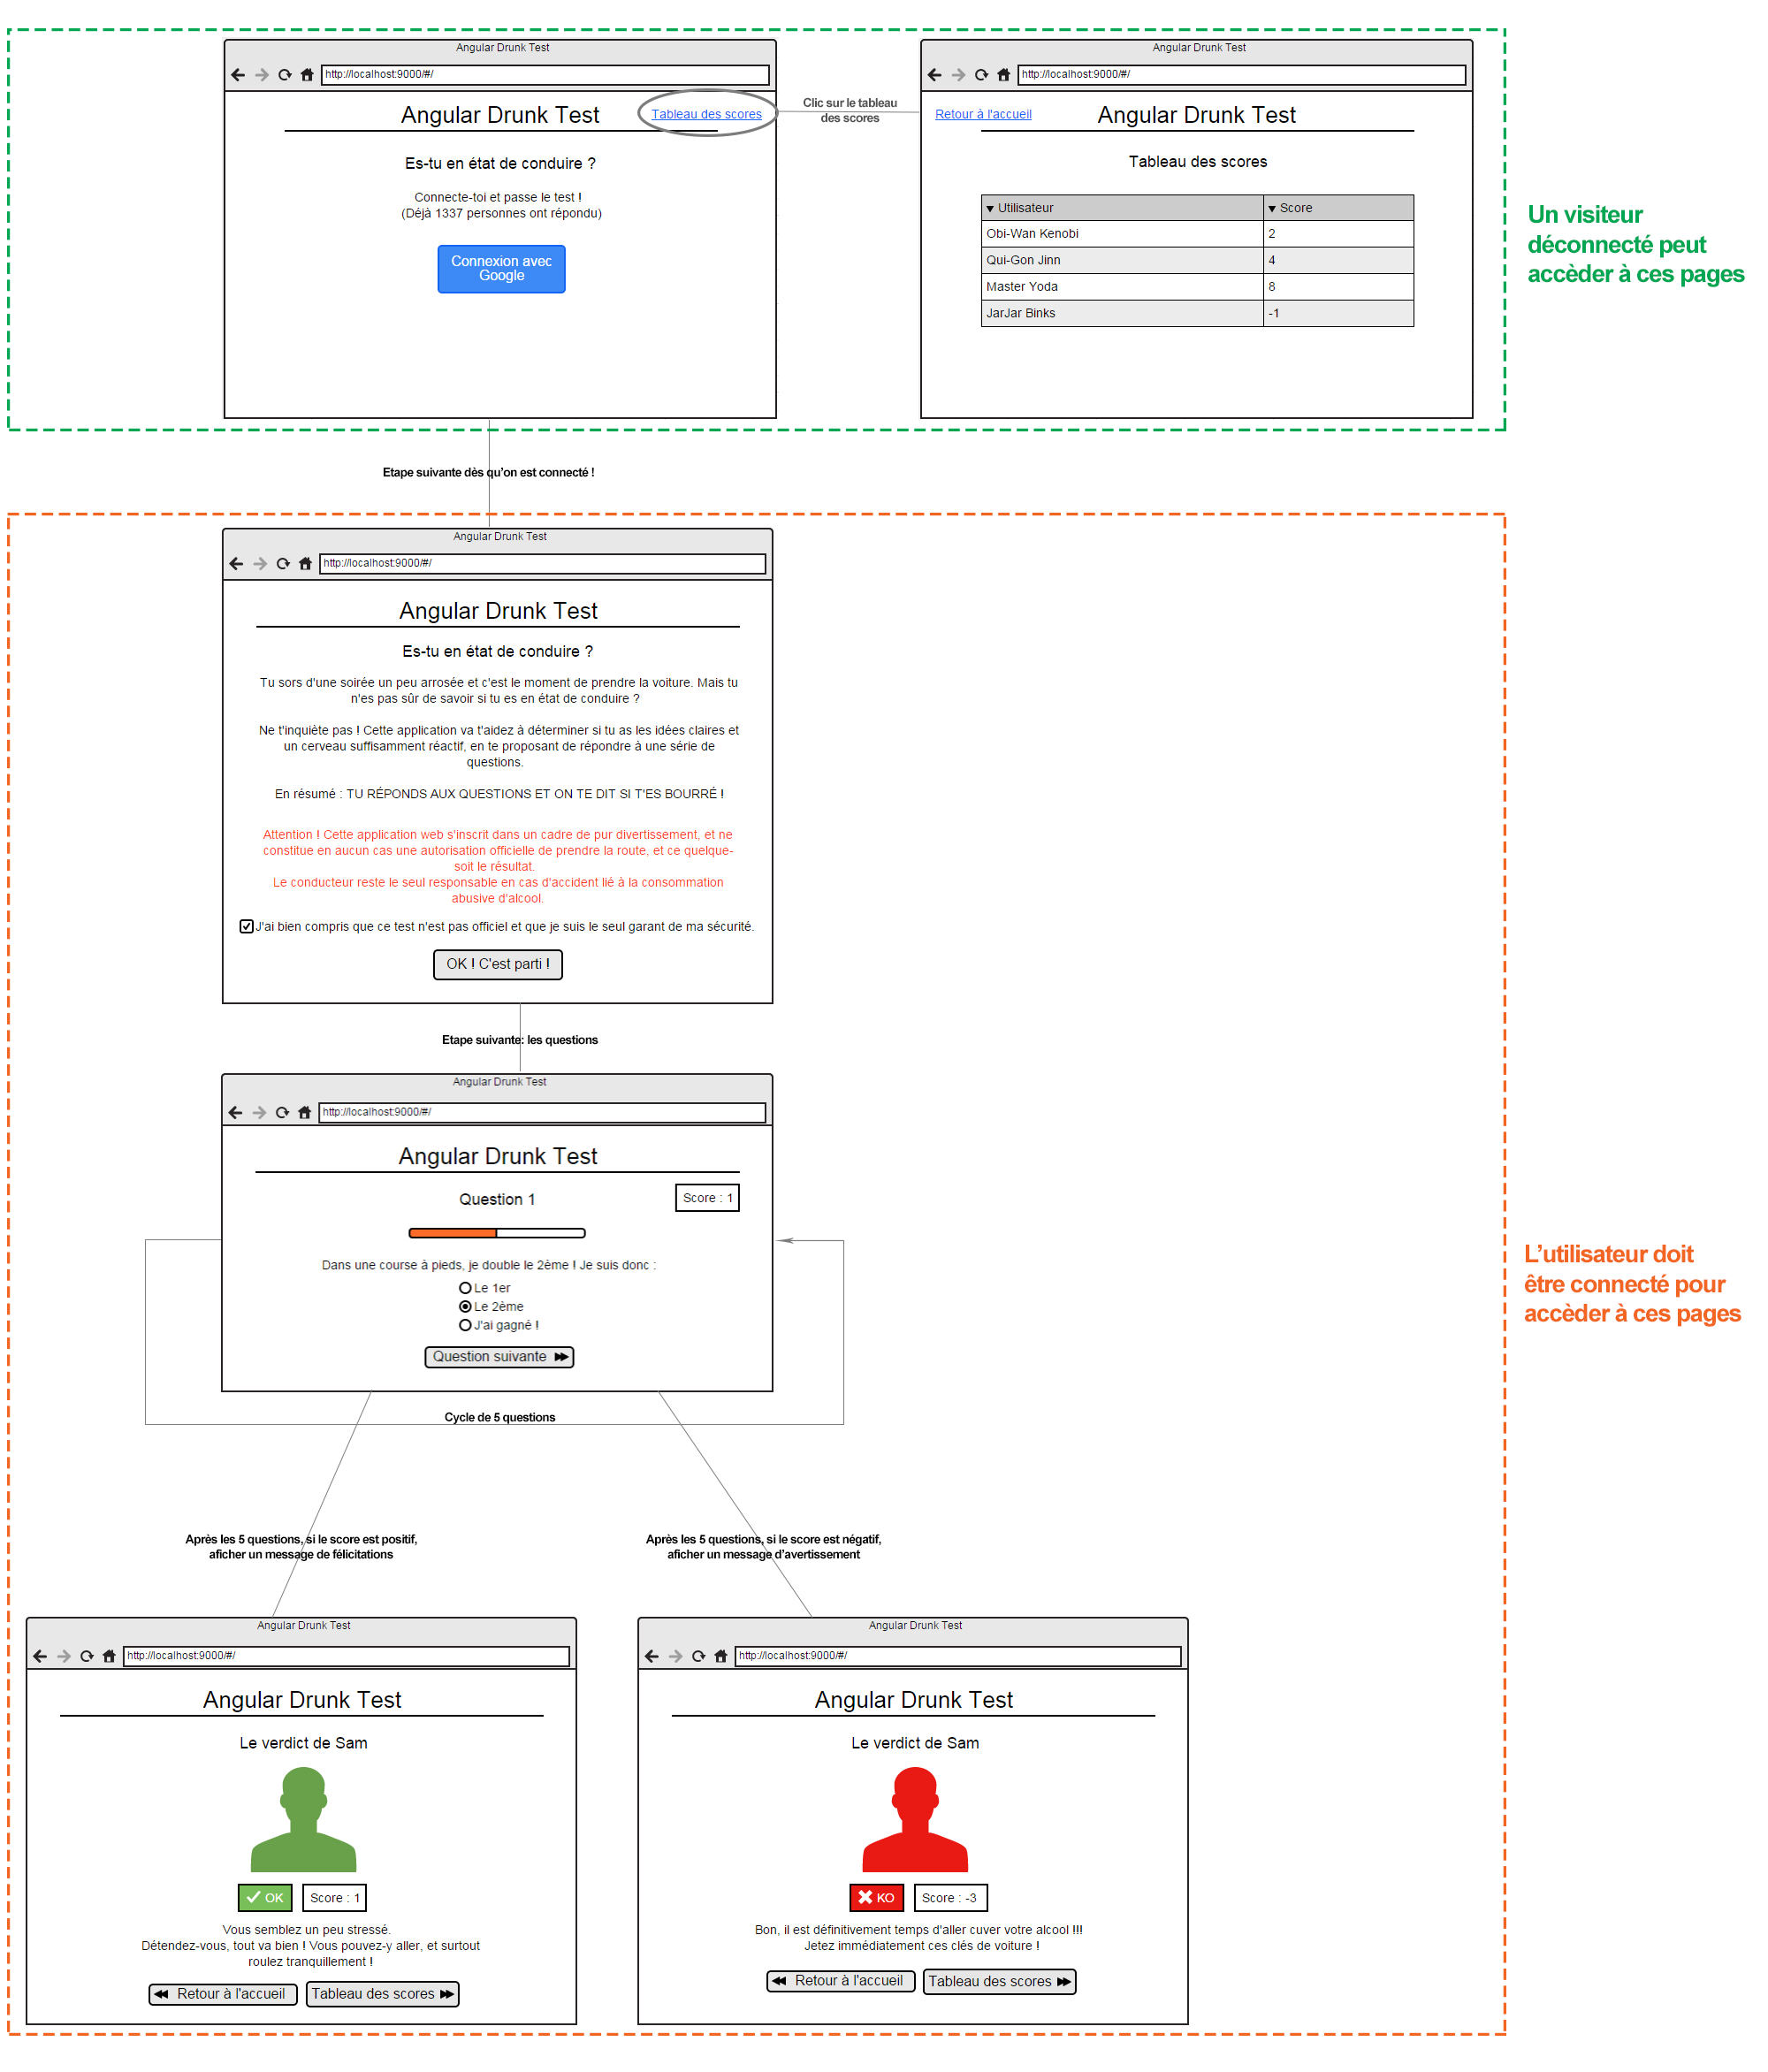 Angular Drunk Test
http://localhost:9000/#/
Angular Drunk Test
Tableau des scores
Es-tu en état de conduire ?
Connecte-toi et passe le test !
(Déjà 1337 personnes ont répondu)
Connexion avec
Google
Clic sur le tableau
des scores
Angular Drunk Test
http://localhost:9000/#/
Retour à l'accueil
Angular Drunk Test
Tableau des scores
Utilisateur Score
Obi-Wan Kenobi 2
Qui-Gon Jinn 4
Master Yoda 8
JarJar Binks -1
Un visiteur
déconnecté peut
accèder à ces pages
Etape suivante dès qu'on est connecté !
Angular Drunk Test
http://localhost:9000/#/
Angular Drunk Test
Es-tu en état de conduire ?
Tu sors d'une soirée un peu arrosée et c'est le moment de prendre la voiture. Mais tu
n'es pas sûr de savoir si tu es en état de conduire ?
Ne t'inquiète pas ! Cette application va t'aidez à déterminer si tu as les idées claires et
un cerveau suffisamment réactif, en te proposant de répondre à une série de
questions.
En résumé : TU RÉPONDS AUX QUESTIONS ET ON TE DIT SI T'ES BOURRÉ !
Attention ! Cette application web s'inscrit dans un cadre de pur divertissement, et ne
constitue en aucun cas une autorisation officielle de prendre la route, et ce quelque-
soit le résultat.
Le conducteur reste le seul responsable en cas d'accident lié à la consommation
abusive d'alcool.
J'ai bien compris que ce test n'est pas officiel et que je suis le seul garant de ma sécurité.
OK ! C'est parti !
Etape suivante: les questions
Angular Drunk Test
http://localhost:9000/#/
Angular Drunk Test
Question 1
Score : 1
Dans une course à pieds, je double le 2ème ! Je suis donc :
Le 1er
Le 2ème
J'ai gagné !
Question suivante
Cycle de 5 questions
L'utilisateur doit
être connecté pour
accèder à ces pages
Après les 5 questions, si le score est positif,
aficher un message de félicitations
Après les 5 questions, si le score est négatif,
aficher un message d'avertissement
Angular Drunk Test
http://localhost:9000/#/
Angular Drunk Test
Le verdict de Sam
OK
Score : 1
Vous semblez un peu stressé.
Détendez-vous, tout va bien ! Vous pouvez-y aller, et surtout
roulez tranquillement !
Retour à l'accueil
Tableau des scores
Angular Drunk Test
http://localhost:9000/#/
Angular Drunk Test
Le verdict de Sam
KO
Score : -3
Bon, il est définitivement temps d'aller cuver votre alcool !!!
Jetez immédiatement ces clés de voiture !
Retour à l'accueil
Tableau des scores